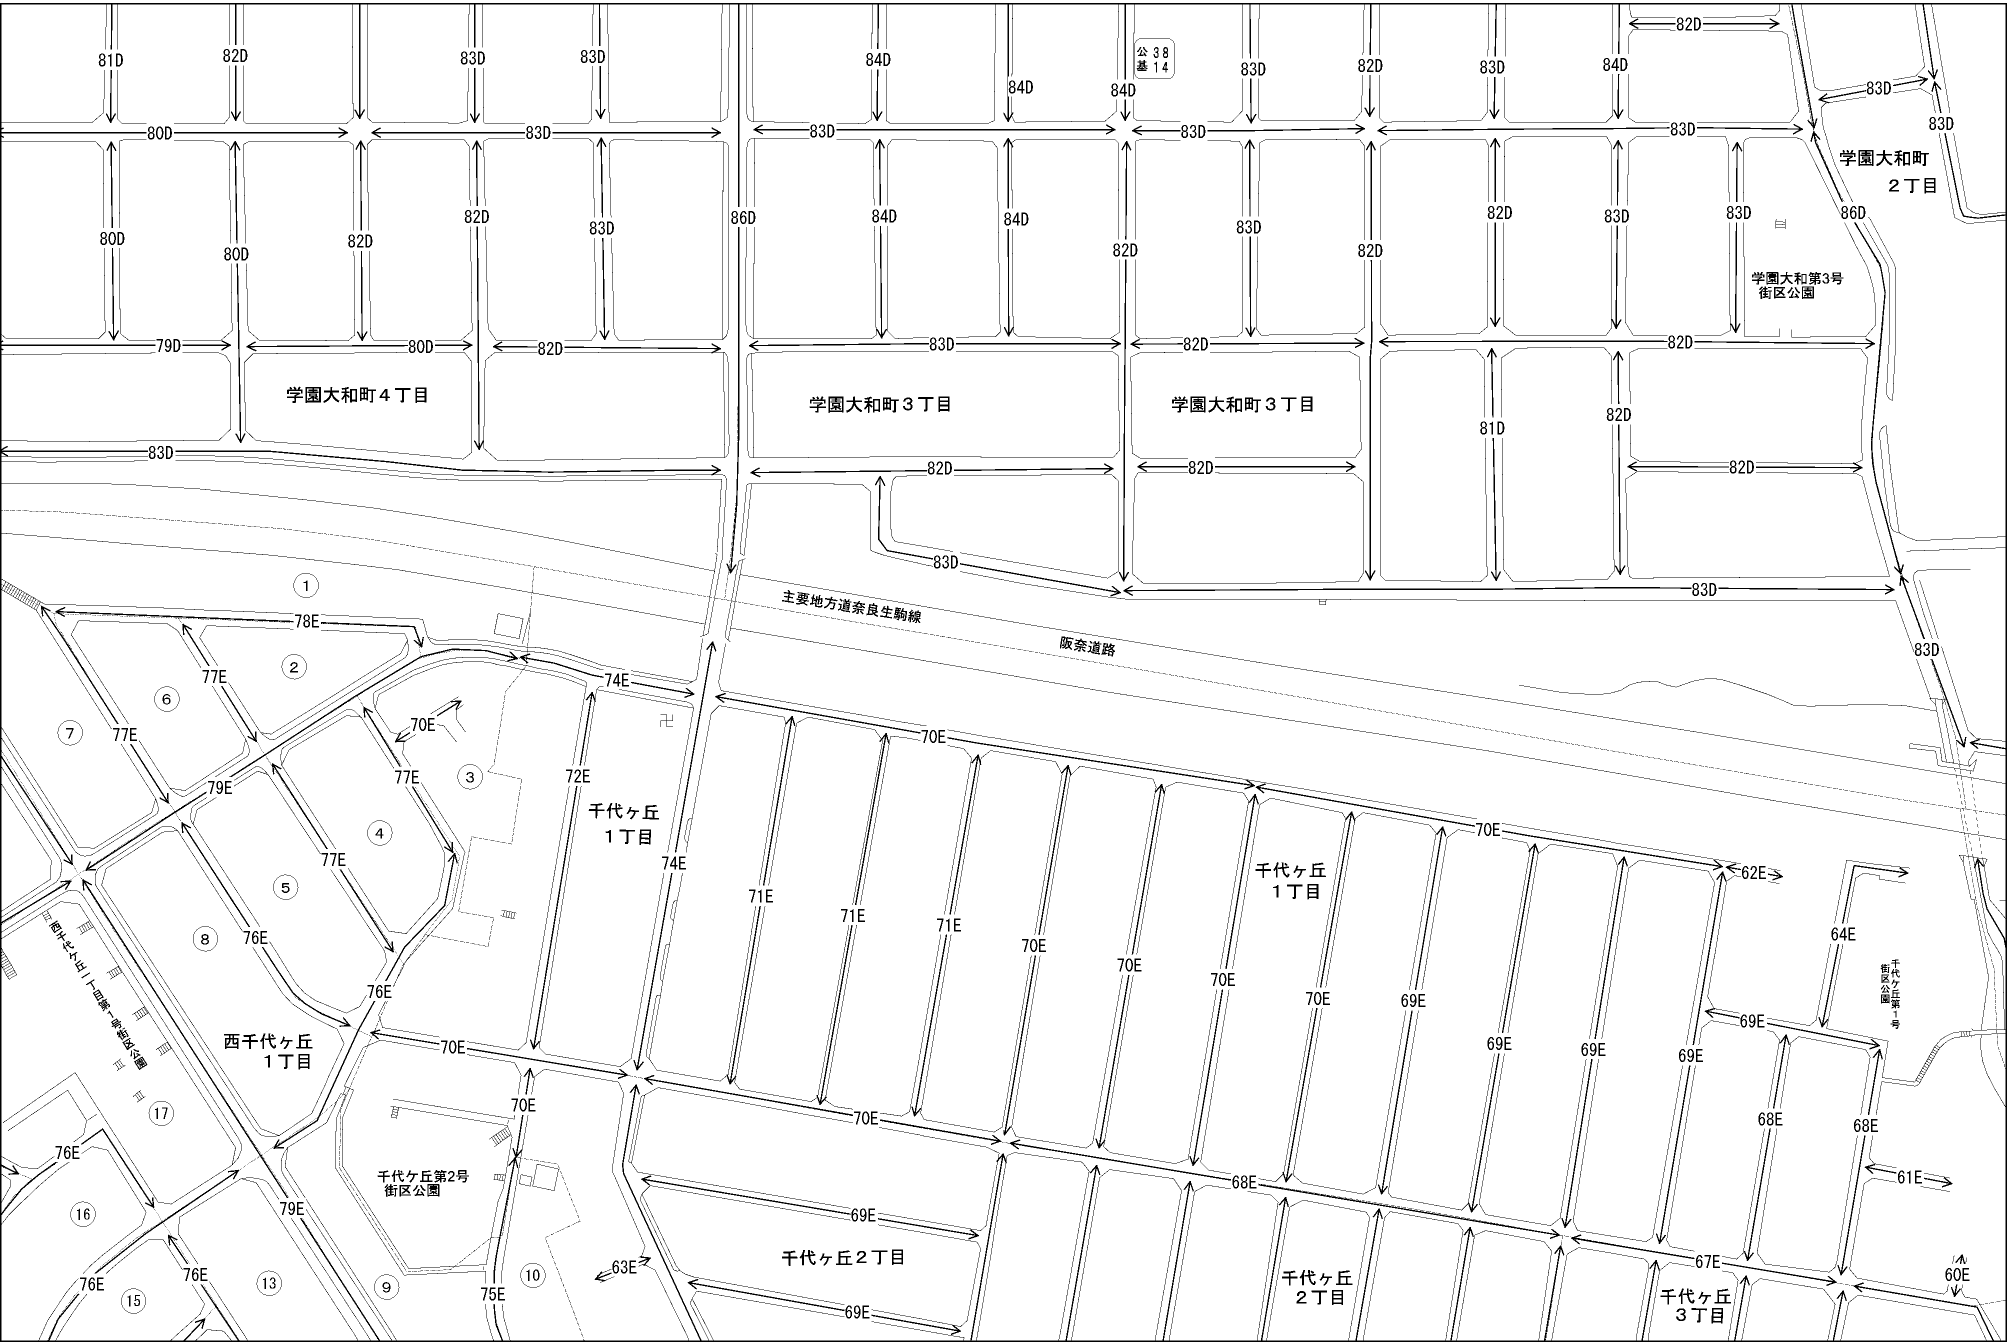 81D
82D
83D
83D
84D
84D
公 38
基 14
84D
83D
82D
83D
84D
82D
83D
83D
80D
83D
83D
83D
83D
学園大和町
２丁目
80D
80D
82D
82D
83D
86D
84D
84D
82D
83D
82D
82D
83D
83D
86D
学園大和第3号
街区公園
79D
80D
82D
83D
82D
82D
学園大和町４丁目
学園大和町３丁目
学園大和町３丁目
81D
82D
83D
82D
82D
82D
83D
83D
主要地方道奈良生駒線
阪奈道路
83D
①
78E
②
77E
⑥
⑦
77E
74E
卍
70E
77E
③
72E
79E
千代ヶ丘
１丁目
④
77E
74E
70E
70E
62E
千代ヶ丘
１丁目
⑤
⑧
76E
71E
71E
71E
70E
70E
70E
70E
69E
69E
69E
69E
64E
千代ケ丘第１号
街区公園
69E
西千代ケ丘一丁目第１号街区公園
76E
西千代ヶ丘
１丁目
70E
70E
70E
68E
68E
⑰
76E
千代ケ丘第2号
街区公園
68E
61E
⑯
79E
69E
千代ヶ丘２丁目
63E
76E
76E
⑮
⑬
⑨
75E
⑩
69E
千代ヶ丘
２丁目
67E
千代ヶ丘
３丁目
60E